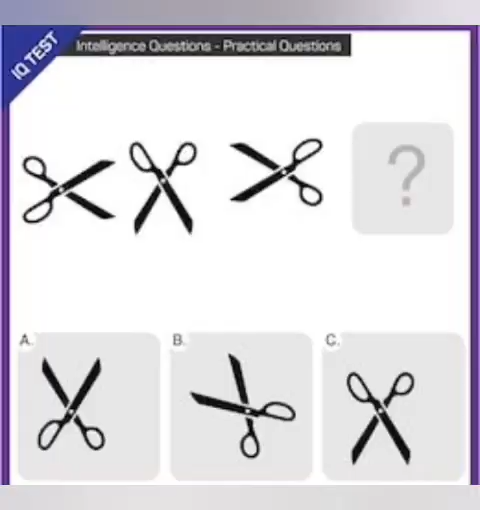 IQ TEST
Intelligence Questions - Practical Questions
?
A.
B.
C.